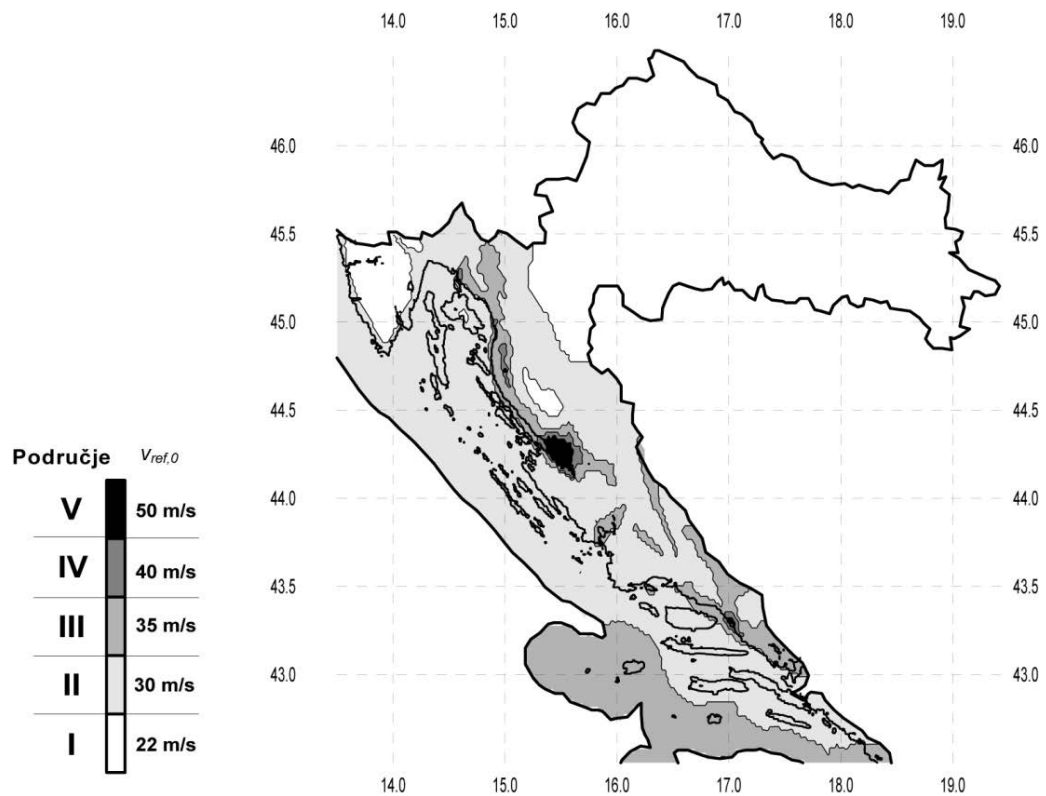 14.0 15.0 16.0 17.0 18.0 19.0
46.0 46.0
45.5 45.5
45.0 45.0
44.5 44.5
44.0 44.0
43.5 43.5
43.0 43.0
14.0 15.0 16.0 17.0 18.0 19.0
Područje vref,0
V 50 m/s
IV 40 m/s
III 35 m/s
II 30 m/s
I 22 m/s